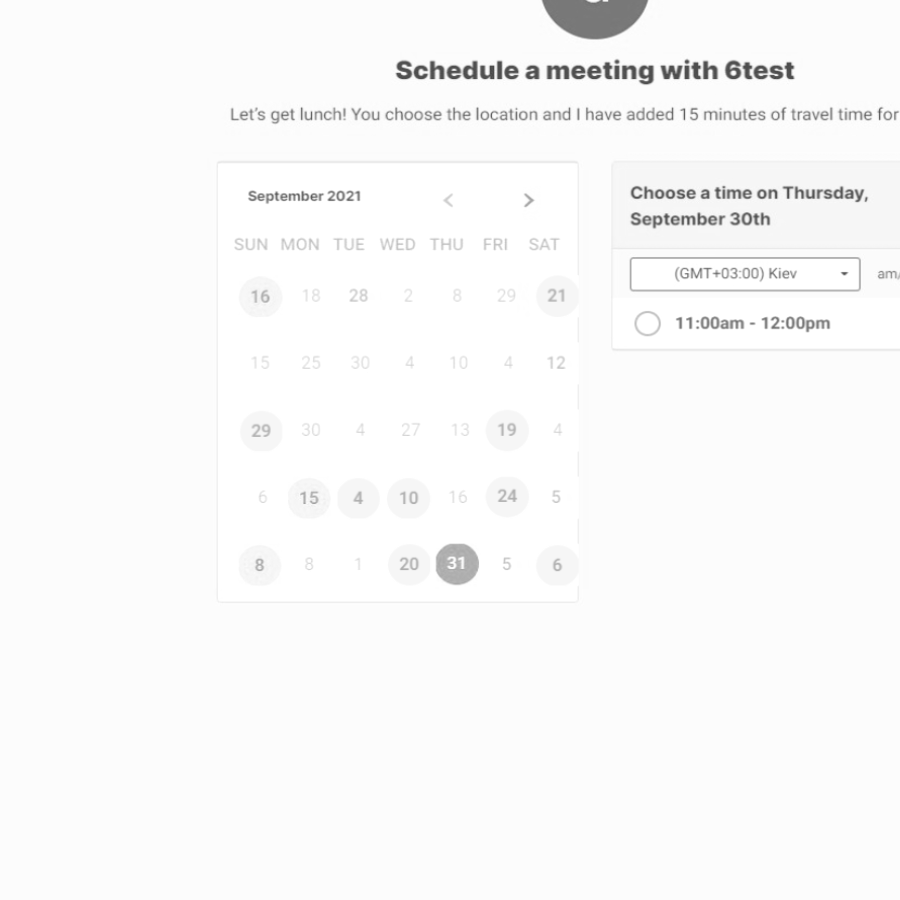 Schedule a meeting with 6test
Let's get lunch! You choose the location and I have added 15 minutes of travel time for
September 2021
SUN MON TUE WED THU FRI SAT
16 18 28 2 8 29 21
15 25 30 4 10 4 12
29 30 4 27 13 19 4
6 15 4 10 16 24 5
8 8 1 20 31 5 6
Choose a time on Thursday,
September 30th
(GMT+03:00) Kiev am/
11:00am - 12:00pm